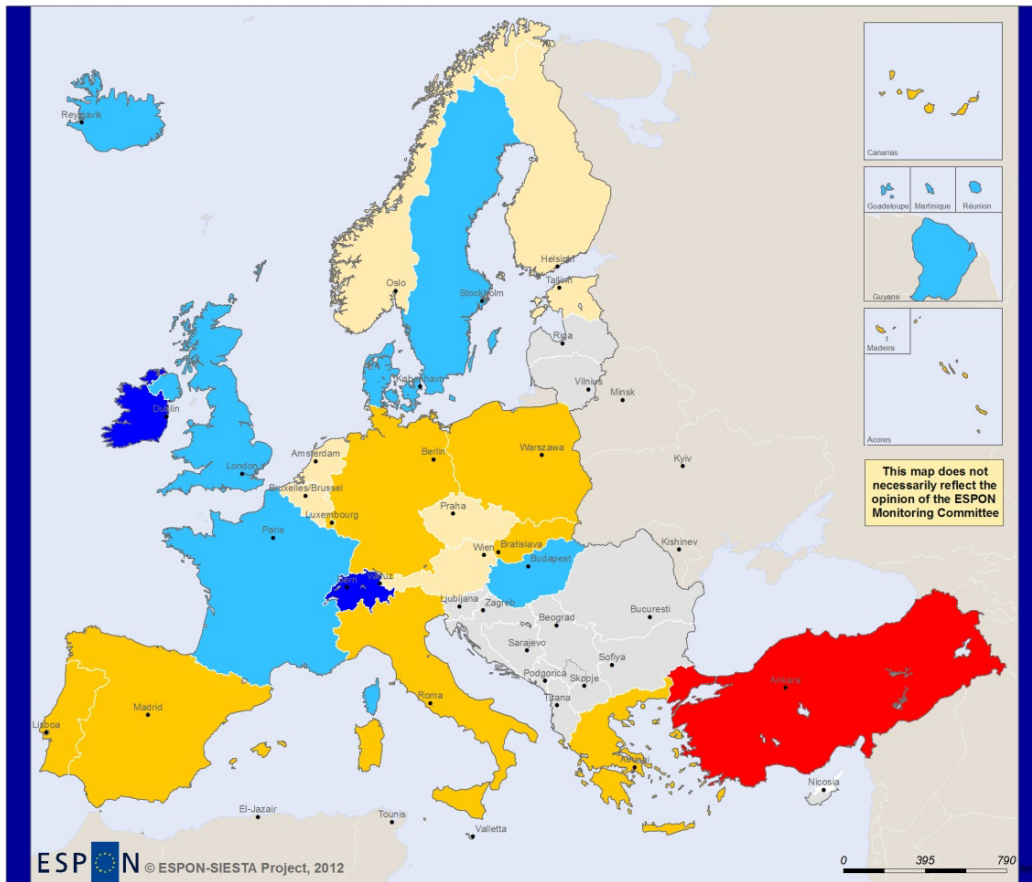 Reykjavik
Canarias
Guadeloupe
Martinique
Réunion
Guyane
Helsinki
Tallinn
Oslo
Stockholm
Riga
Madeira
København
Vilnius
Minsk
Dublin
Acores
Amsterdam
Berlin
Warszawa
London
Kyiv
This map does not
necessarily reflect the
opinion of the ESPON
Monitoring Committee
Bruxelles/Brussel
Praha
Luxembourg
Paris
Wien
Bratislava
Kishinev
Budapest
Bern
Vaduz
Ljubljana
Zagreb
Beograd
Bucuresti
Sarajevo
Sofiya
Podgorica
Skopje
Ankara
Roma
Tirana
Madrid
Lisboa
Athinai
Nicosia
El-Jazair
Tounis
Valletta
ESPON © ESPON-SIESTA Project, 2012
0 395 790